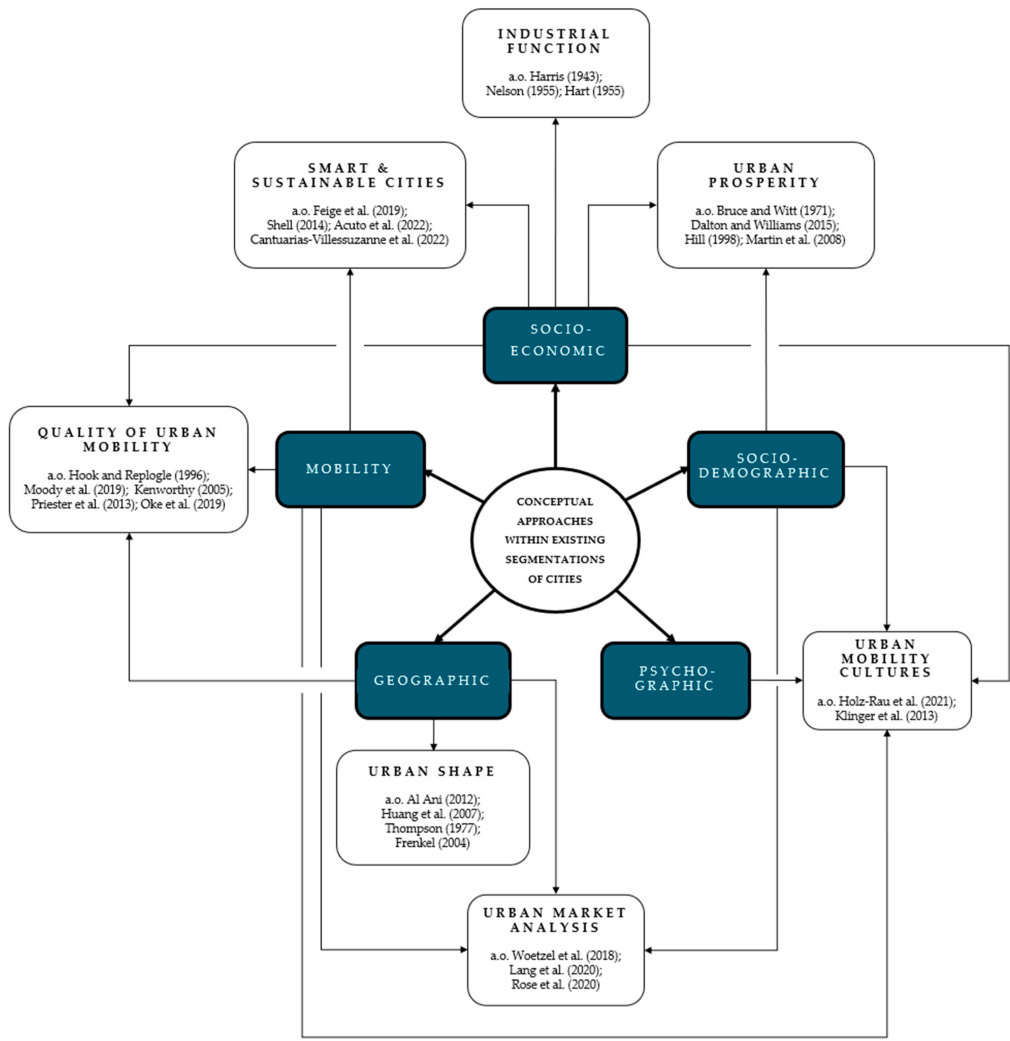 INDUSTRIAL
FUNCTION
a.o. Harris (1943);
Nelson (1955); Hart (1955)
SMART &
SUSTAINABLE CITIES
a.o. Feige et al. (2019);
Shell (2014); Acuto et al. (2022);
Cantuarias-Villessuzanne et al. (2022)
URBAN
PROSPERITY
a.o. Bruce and Witt (1971);
Dalton and Williams (2015);
Hill (1998); Martin et al. (2008)
SOCIO-
ECONOMIC
QUALITY OF URBAN
MOBILITY
a.o. Hook and Replogle (1996);
Moody et al. (2019); Kenworthy (2005);
Priester et al. (2013); Oke et al. (2019)
MOBILITY
SOCIO-
DEMOGRAPHIC
CONCEPTUAL
APPROACHES
WITHIN EXISTING
SEGMENTATIONS
OF CITIES
GEOGRAPHIC
PSYCHO-
GRAPHIC
URBAN
MOBILITY
CULTURES
a.o. Holz-Rau et al. (2021);
Klinger et al. (2013)
URBAN SHAPE
a.o. Al Ani (2012);
Huang et al. (2007);
Thompson (1977);
Frenkel (2004)
URBAN MARKET
ANALYSIS
a.o. Woetzel et al. (2018);
Lang et al. (2020);
Rose et al. (2020)